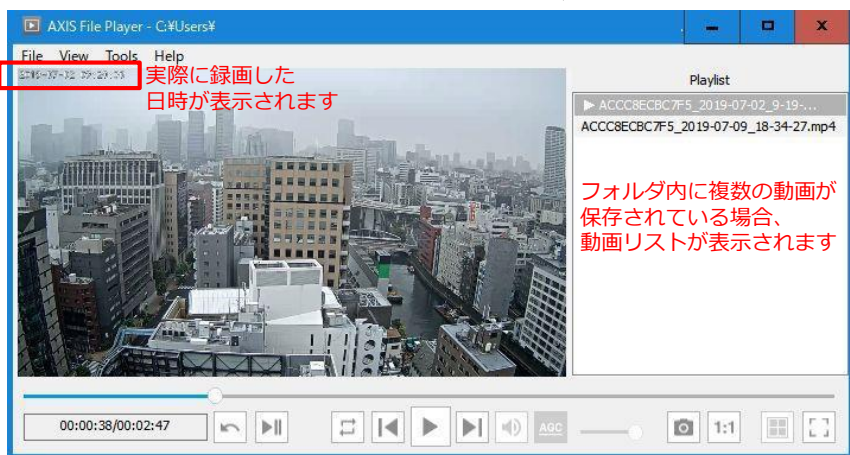 AXIS File Player - C:¥Users¥
File View Tools Help
実際に録画した
日時が表示されます
Playlist
ACCC8ECBC7F5_2019-07-02_9-19-...
ACCC8ECBC7F5_2019-07-09_18-34-27.mp4
フォルダ内に複数の動画が
保存されている場合、
動画リストが表示されます
00:00:38/00:02:47
AGC
1:1